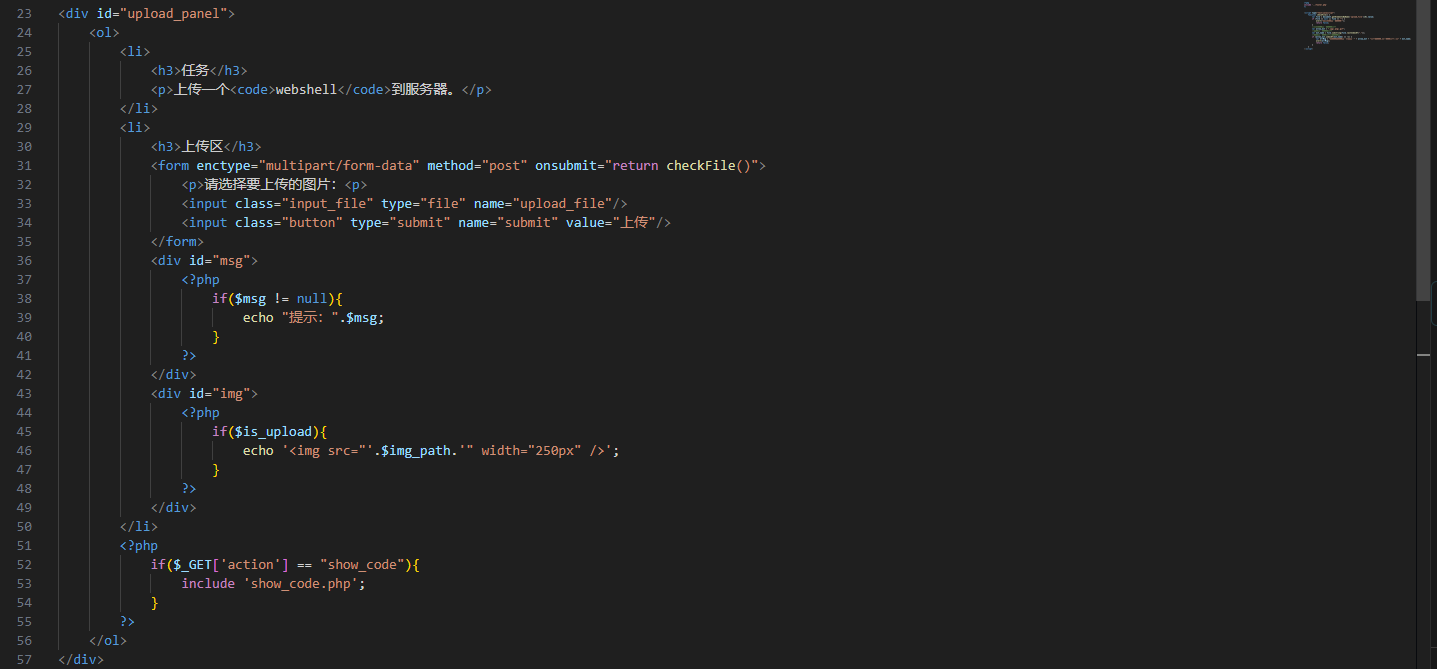 23 <div id="upload_panel">
24 <ol>
25 <li>
26 <h3>任务</h3>
27 <p>上传一个<code>webshell</code>到服务器。</p>
28 </li>
29 <li>
30 <h3>上传区</h3>
31 <form enctype="multipart/form-data" method="post" onsubmit="return checkFile()">
32 <p>请选择要上传的图片：<p>
33 <input class="input_file" type="file" name="upload_file"/>
34 <input class="button" type="submit" name="submit" value="上传"/>
35 </form>
36 <div id="msg">
37 <?php
38 if($msg != null){
39 echo "提示：".$msg;
40 }
41 ?>
42 </div>
43 <div id="img">
44 <?php
45 if($is_upload){
46 echo '<img src="'.$img_path.'" width="250px" />';
47 }
48 ?>
49 </div>
50 </li>
51 <?php
52 if($_GET['action'] == "show_code"){
53 include 'show_code.php';
54 }
55 ?>
56 </ol>
57 </div>